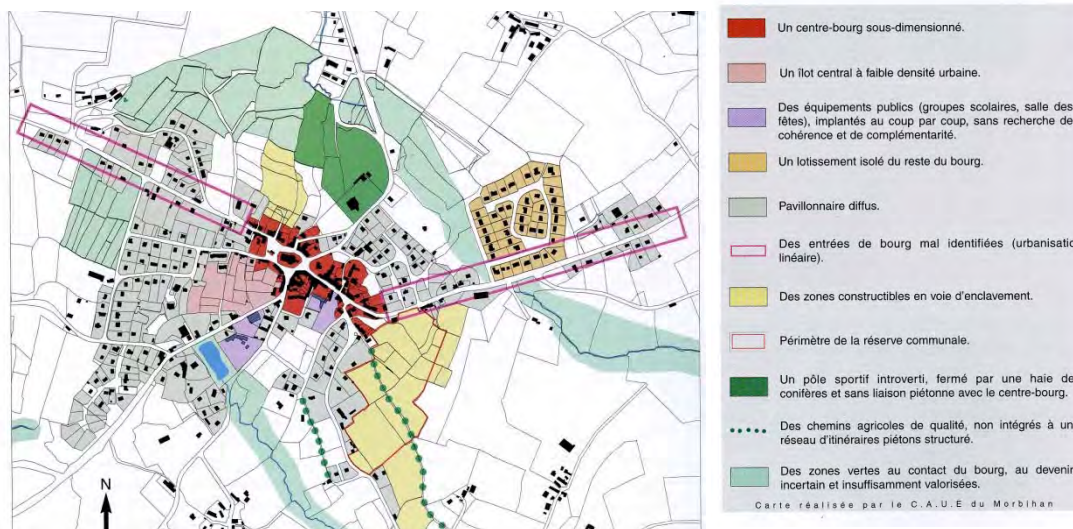 N
Un centre-bourg sous-dimensionné.
Un îlot central à faible densité urbaine.
Des équipements publics (groupes scolaires, salle des
fêtes), implantés au coup par coup, sans recherche de
cohérence et de complémentarité.
Un lotissement isolé du reste du bourg.
Pavillonnaire diffus.
Des entrées de bourg mal identifiées (urbanisatio
linéaire).
Des zones constructibles en voie d'enclavement.
Périmètre de la réserve communale.
Un pôle sportif introverti, fermé par une haie de
conifères et sans liaison piétonne avec le centre-bourg.
Des chemins agricoles de qualité, non intégrés à un
réseau d'itinéraires piétons structuré.
Des zones vertes au contact du bourg, au devenir
incertain et insuffisamment valorisées.
Carte réalisée par le C.A.U.E du Morbihan